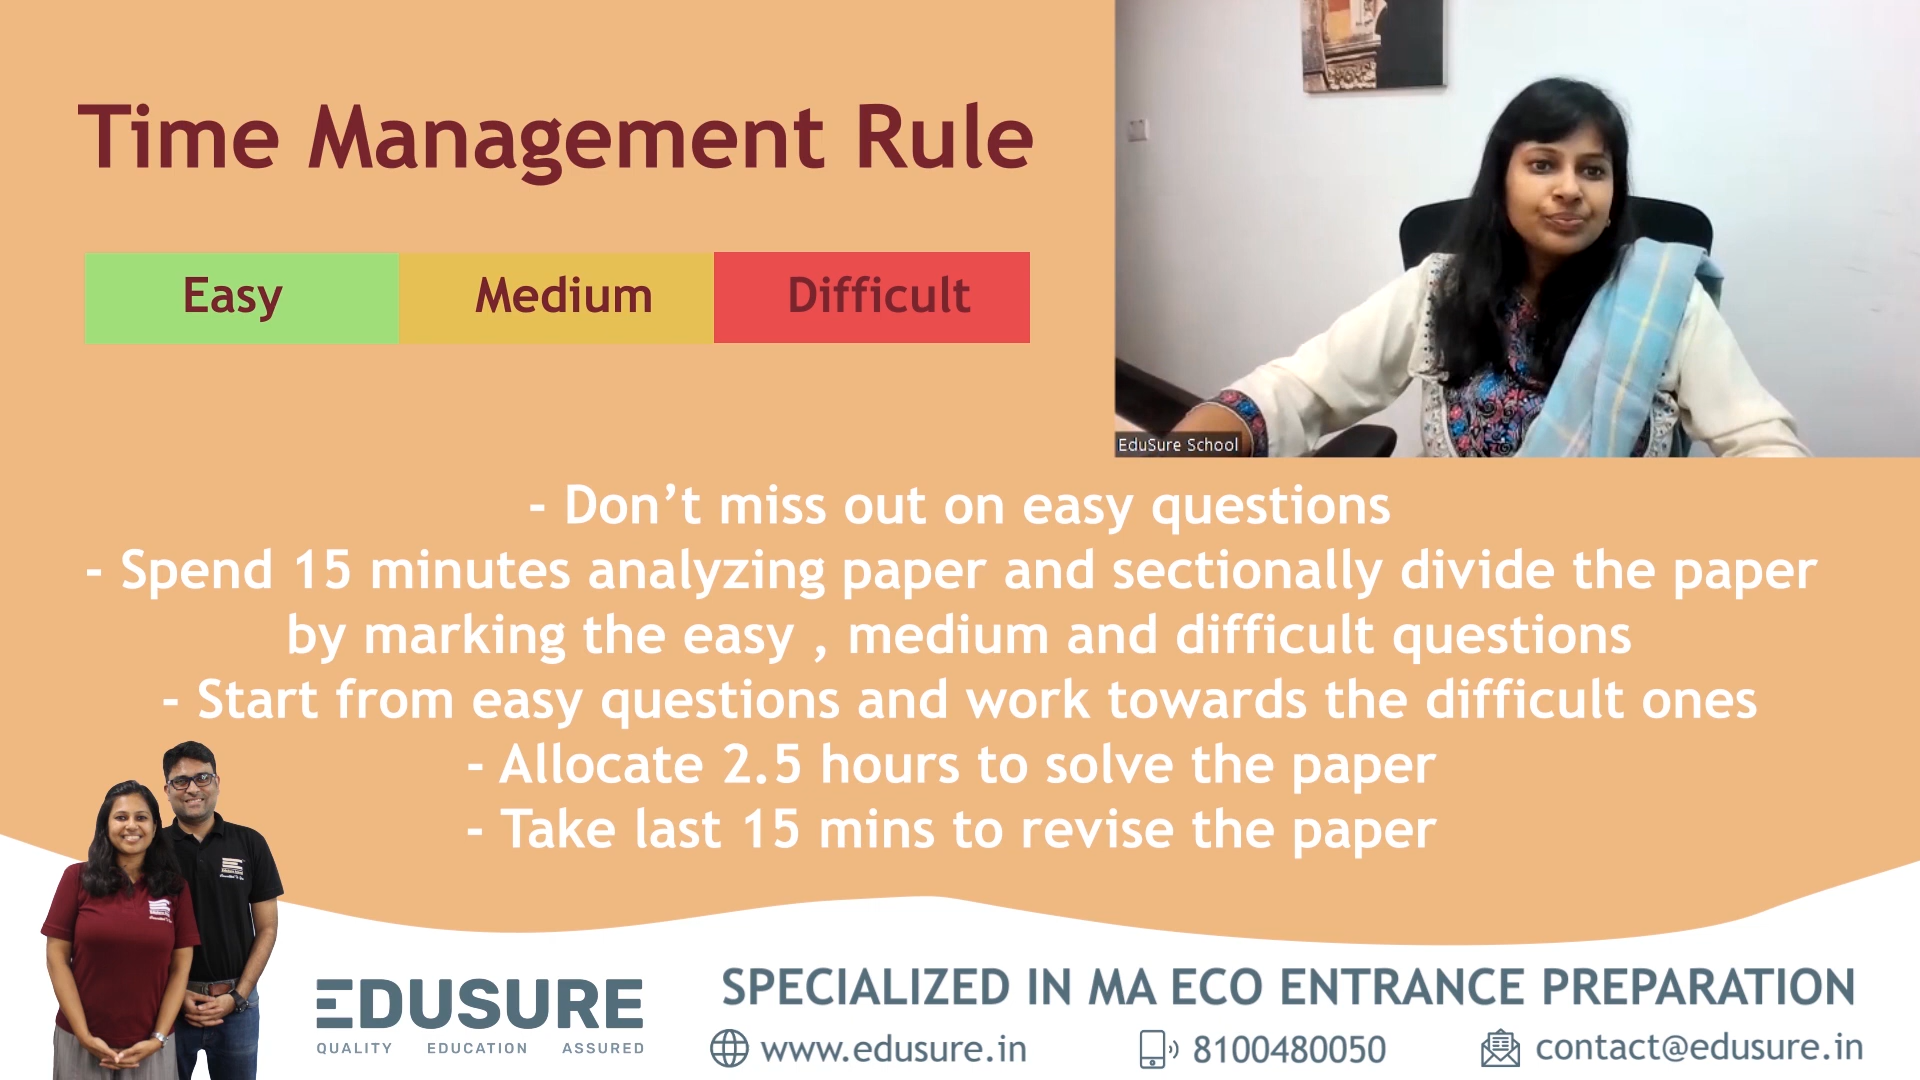 Time Management Rule
Easy Medium Difficult
EduSure School
- Don’t miss out on easy questions
- Spend 15 minutes analyzing paper and sectionally divide the paper
by marking the easy , medium and difficult questions
- Start from easy questions and work towards the difficult ones
- Allocate 2.5 hours to solve the paper
- Take last 15 mins to revise the paper
EDUSURE
QUALITY EDUCATION ASSURED
SPECIALIZED IN MA ECO ENTRANCE PREPARATION
www.edusure.in 8100480050 contact@edusure.in